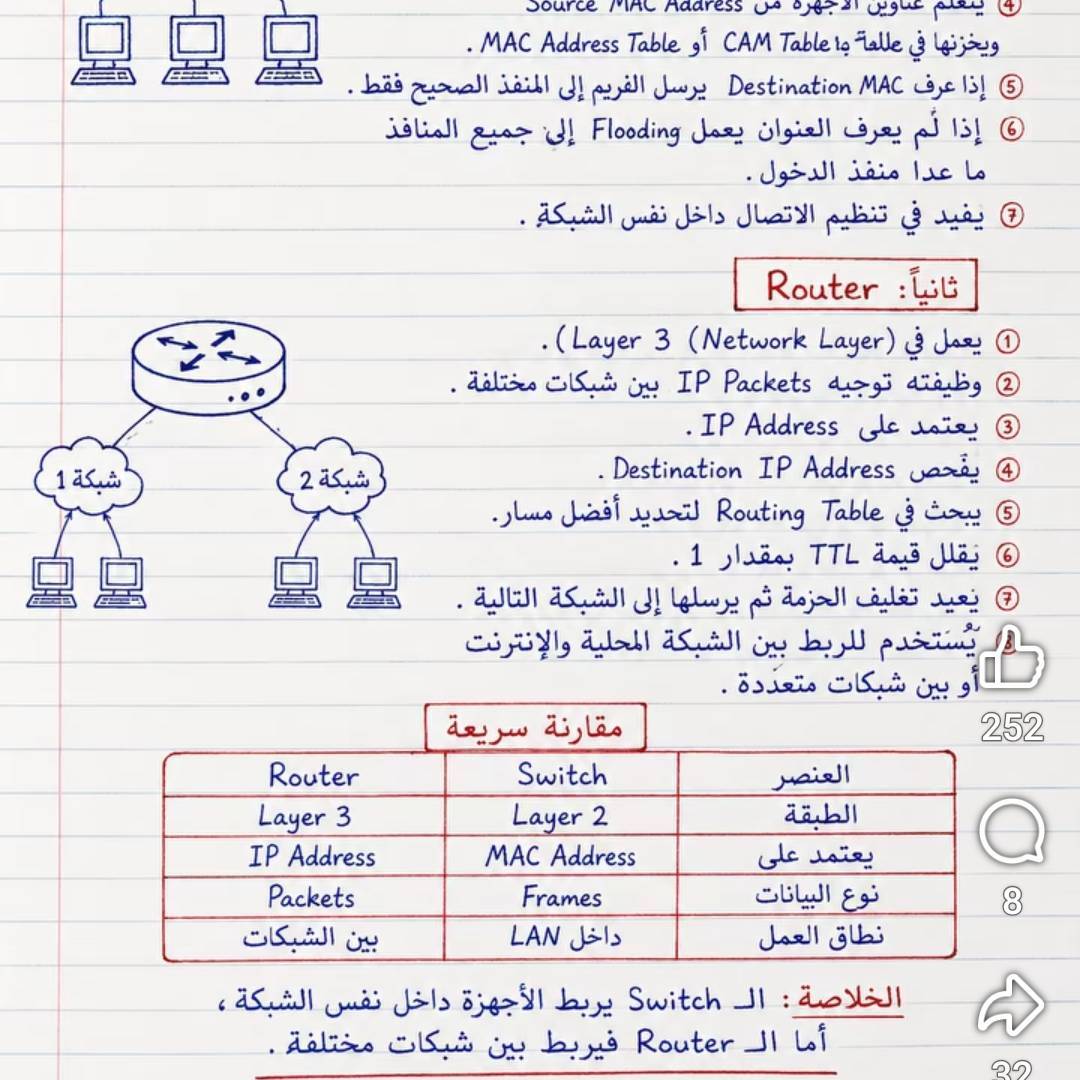 ④ يتعلم عناوين الأجهزة من Source MAC Address
ويخزنها في CAM Table أو MAC Address Table .
⑤ إذا عرف Destination MAC يرسل الفريم إلى المنفذ الصحيح فقط .
⑥ إذا لم يعرف العنوان يعمل Flooding إلى جميع المنافذ
ما عدا منفذ الدخول .
⑦ يفيد في تنظيم الاتصال داخل نفس الشبكة .
ثانياً: Router
① يعمل في Layer 3 (Network Layer) .
② وظيفته توجيه IP Packets بين شبكات مختلفة .
③ يعتمد على IP Address .
④ يفحص Destination IP Address .
⑤ يبحث في Routing Table لتحديد أفضل مسار.
⑥ يقلل قيمة TTL بمقدار 1 .
⑦ يعيد تغليف الحزمة ثم يرسلها إلى الشبكة التالية .
⑧ يُستخدم للربط بين الشبكة المحلية والإنترنت
أو بين شبكات متعددة .
شبكة 1
شبكة 2
مقارنة سريعة
العنصر Switch Router
الطبقة Layer 2 Layer 3
يعتمد على MAC Address IP Address
نوع البيانات Frames Packets
نطاق العمل داخل LAN بين الشبكات
الخلاصة : الـ Switch يربط الأجهزة داخل نفس الشبكة ،
أما الـ Router فيربط بين شبكات مختلفة .
252
8
32